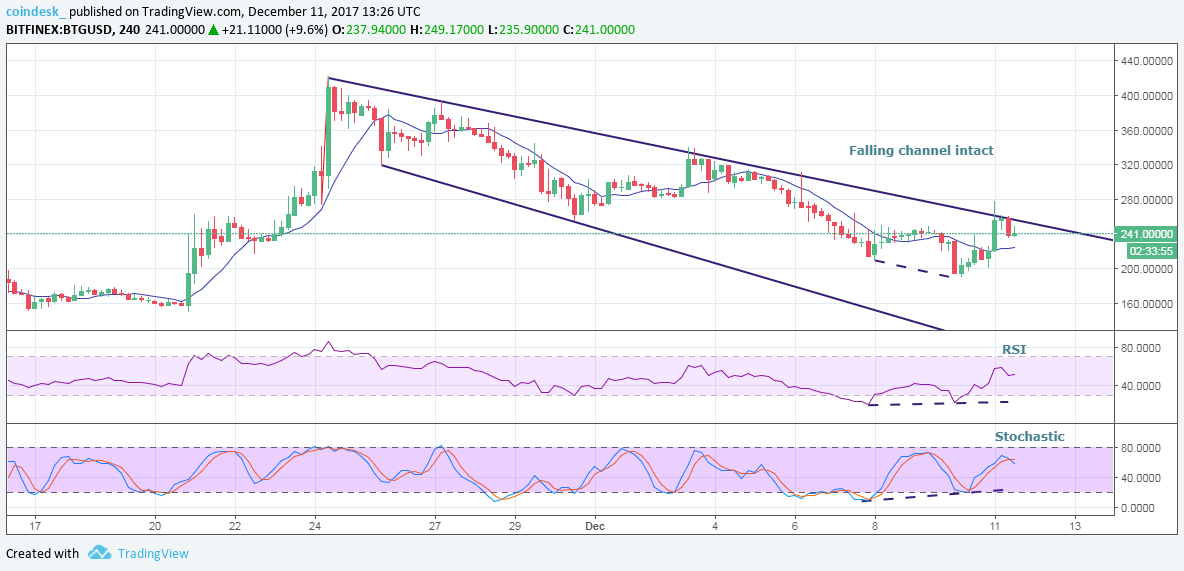 coindesk_ published on TradingView.com, December 11, 2017 13:26 UTC
BITFINEX:BTGUSD, 240 241.00000 ▲ +21.11000 (+9.6%) O:237.94000 H:249.17000 L:235.90000 C:241.00000
440.00000
400.00000
360.00000
Falling channel intact
320.00000
280.00000
241.00000
02:33:55
200.00000
160.00000
RSI
80.0000
40.0000
Stochastic
80.0000
40.0000
0.0000
17 20 22 24 27 29 Dec 4 6 8 11 13
Created with TradingView